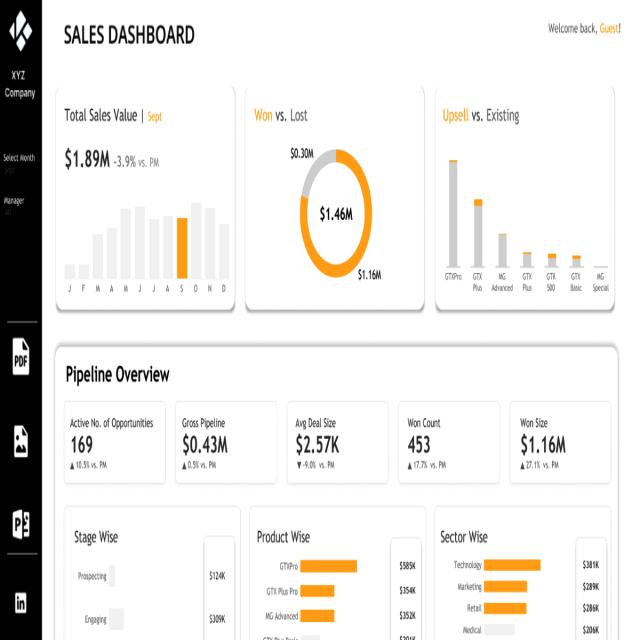 SALES DASHBOARD
Welcome back, Guest!
XYZ
Company
Select Month
Sept
Manager
All
Total Sales Value | Sept
$1.89M -3.9% vs. PM
J F M A M J J A S O N D
Won vs. Lost
$0.30M
$1.46M
$1.16M
Upsell vs. Existing
GTXPro
GTX
Plus
MG
Advanced
GTX
Plus
GTK
500
GTX
Basic
MG
Special
PDF
Pipeline Overview
Active No. of Opportunities
169
▲ 10.5% vs. PM
Gross Pipeline
$0.43M
▲ 0.5% vs. PM
Avg Deal Size
$2.57K
▼ -9.0% vs. PM
Won Count
453
▲ 17.7% vs. PM
Won Size
$1.16M
▲ 27.1% vs. PM
P
in
Stage Wise
Prospecting $124K
Engaging $309K
Product Wise
GTXPro $585K
GTX Plus Pro $354K
MG Advanced $352K
Sector Wise
Technology $381K
Marketing $289K
Retail $286K
Medical $206K